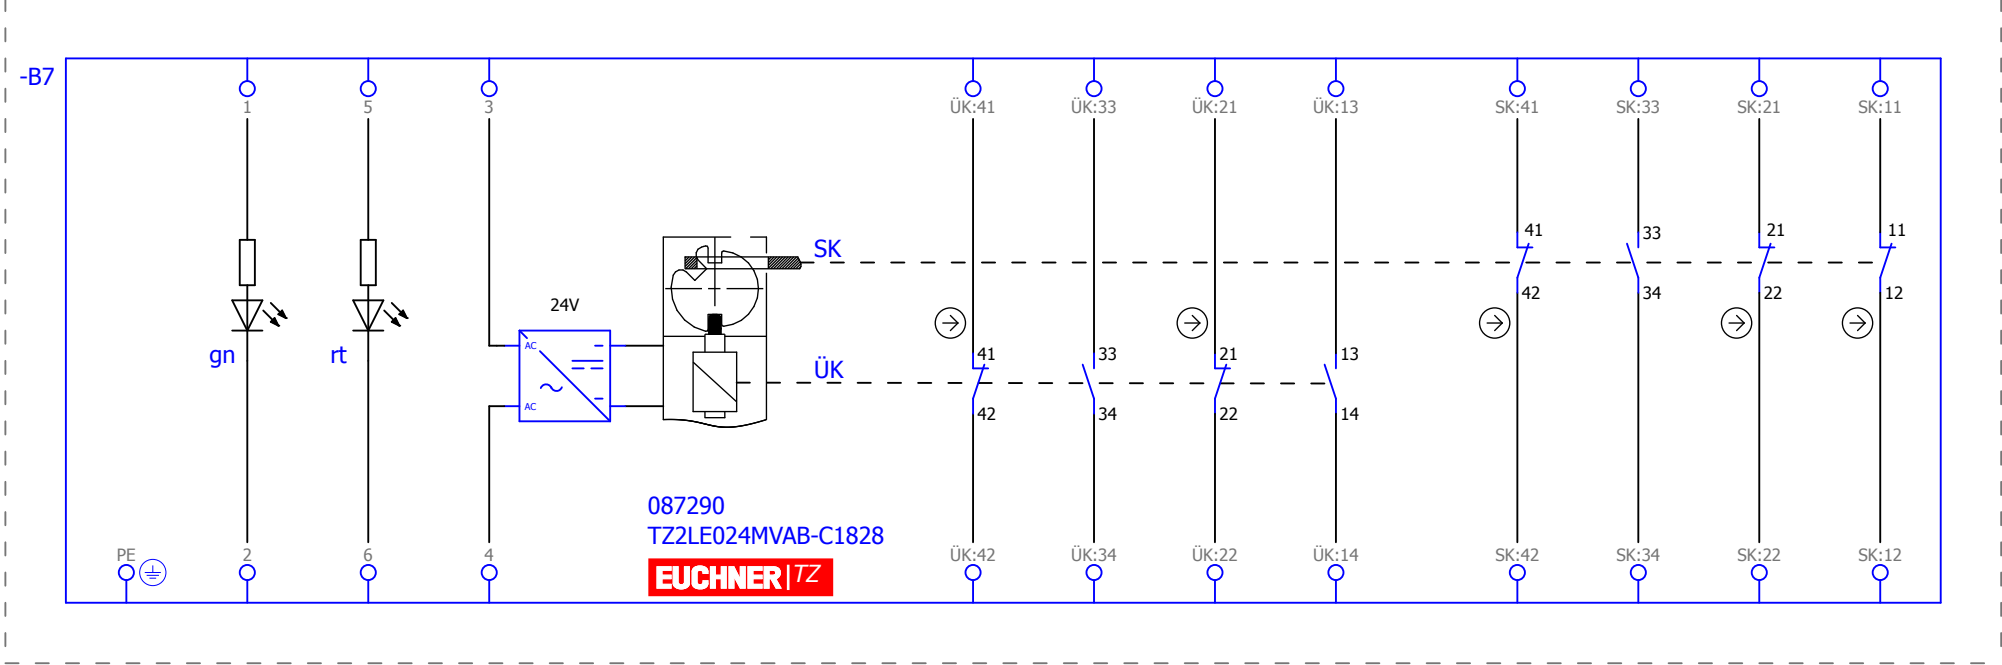 -B7
1 5 3 ÜK:41 ÜK:33 ÜK:21 ÜK:13 SK:41 SK:33 SK:21 SK:11
41 33 21 11
SK
42 34 22 12
24V
gn rt
AC
41 33 21 13
ÜK
AC
42 34 22 14
087290
TZ2LE024MVAB-C1828
EUCHNER|TZ
PE 2 6 4 ÜK:42 ÜK:34 ÜK:22 ÜK:14 SK:42 SK:34 SK:22 SK:12